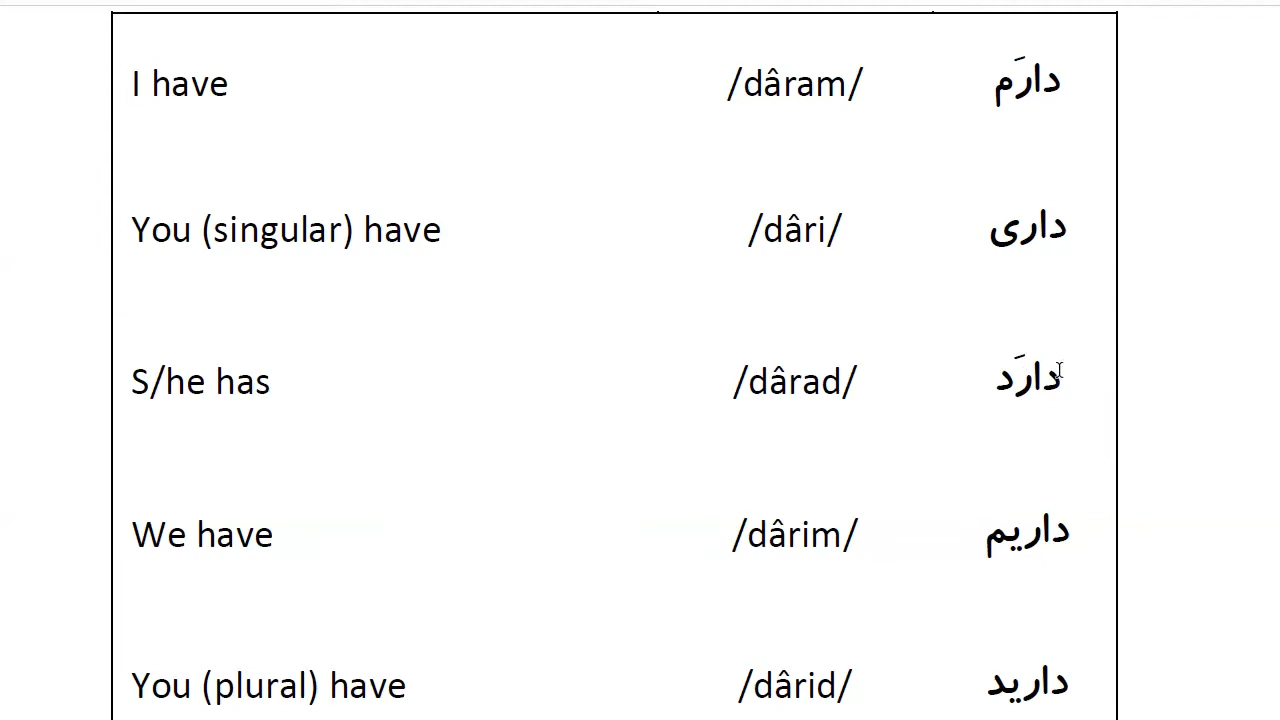 I have /dâram/ دارَم
You (singular) have /dâri/ داری
S/he has /dârad/ دارَد
We have /dârim/ داریم
You (plural) have /dârid/ دارید